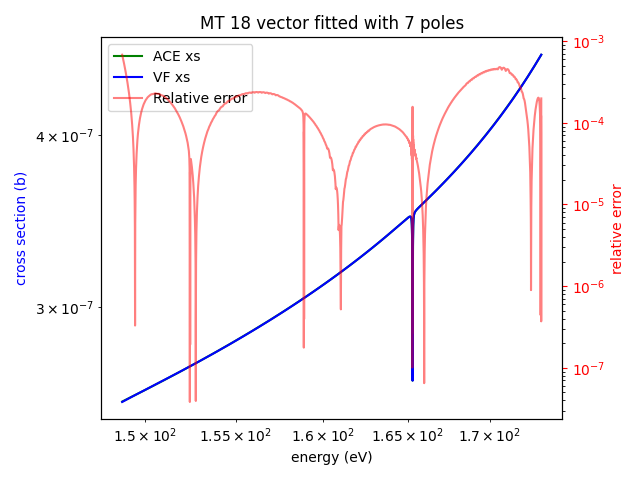 MT 18 vector fitted with 7 poles
ACE xs
VF xs
Relative error
cross section (b)
4 × 10⁻⁷
3 × 10⁻⁷
10⁻³
10⁻⁴
10⁻⁵
10⁻⁶
10⁻⁷
relative error
1.5 × 10² 1.55 × 10² 1.6 × 10² 1.65 × 10² 1.7 × 10²
energy (eV)